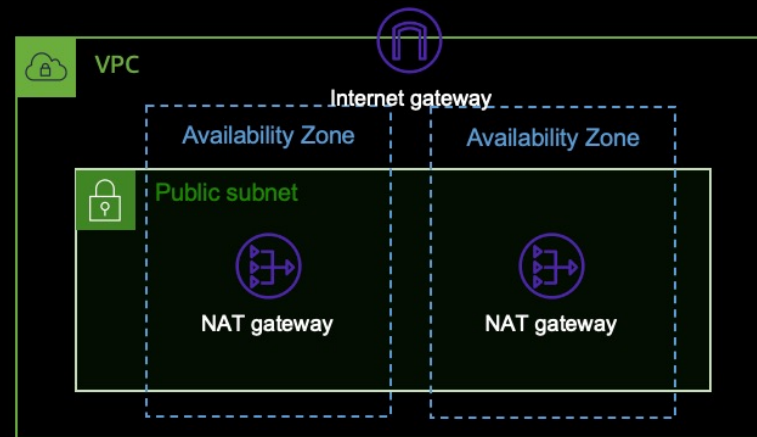 VPC
Internet gateway
Availability Zone
Availability Zone
Public subnet
NAT gateway
NAT gateway